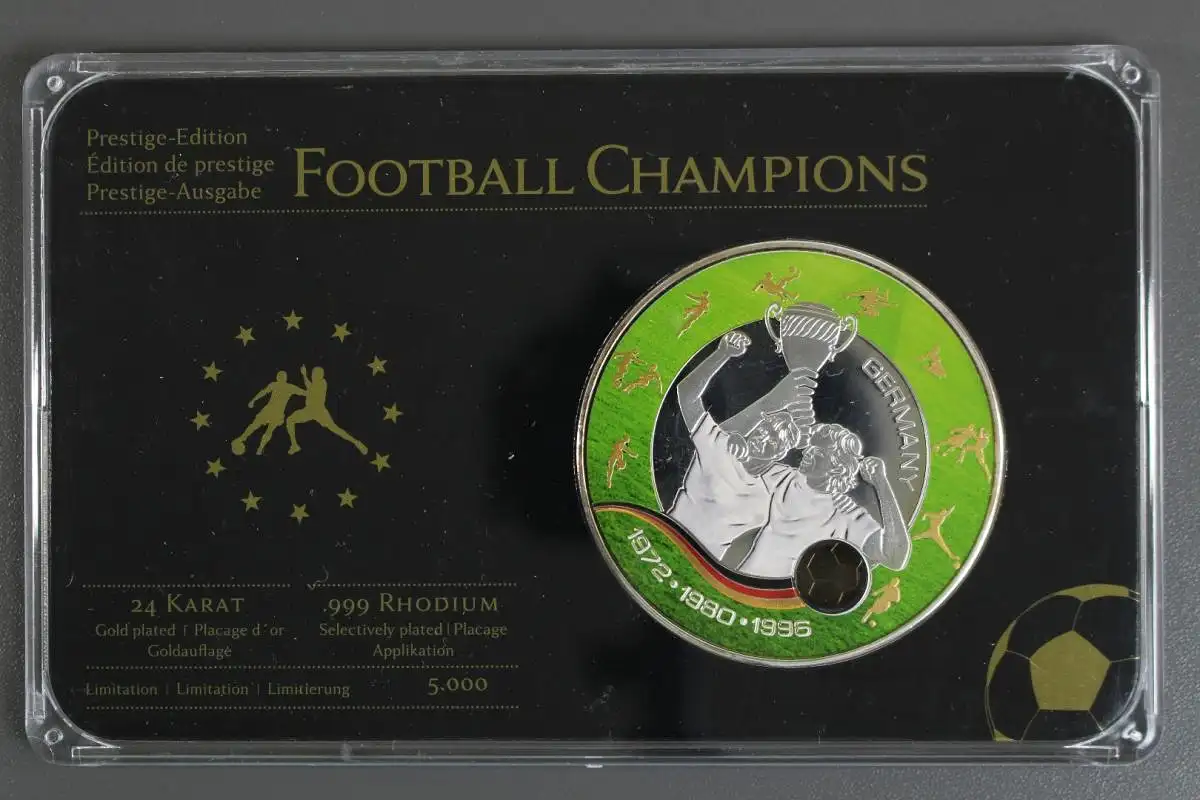 Prestige-Edition
Édition de prestige
Prestige-Ausgabe
FOOTBALL CHAMPIONS
GERMANY
1972•1980•1996
24 KARAT
Gold plated | Placage d´or
Goldauflage
.999 RHODIUM
Selectively plated | Placage
Applikation
Limitation | Limitation | Limitierung
5.000